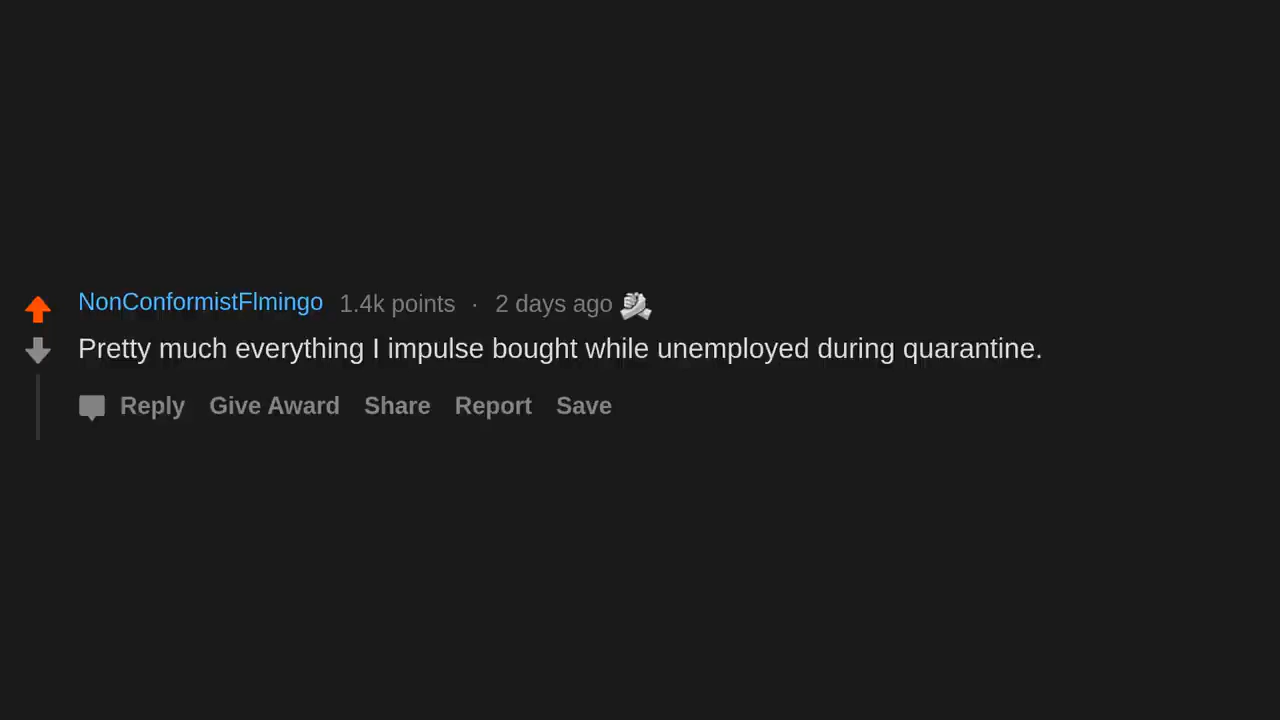 NonConformistFlmingo 1.4k points · 2 days ago
Pretty much everything I impulse bought while unemployed during quarantine.
Reply Give Award Share Report Save